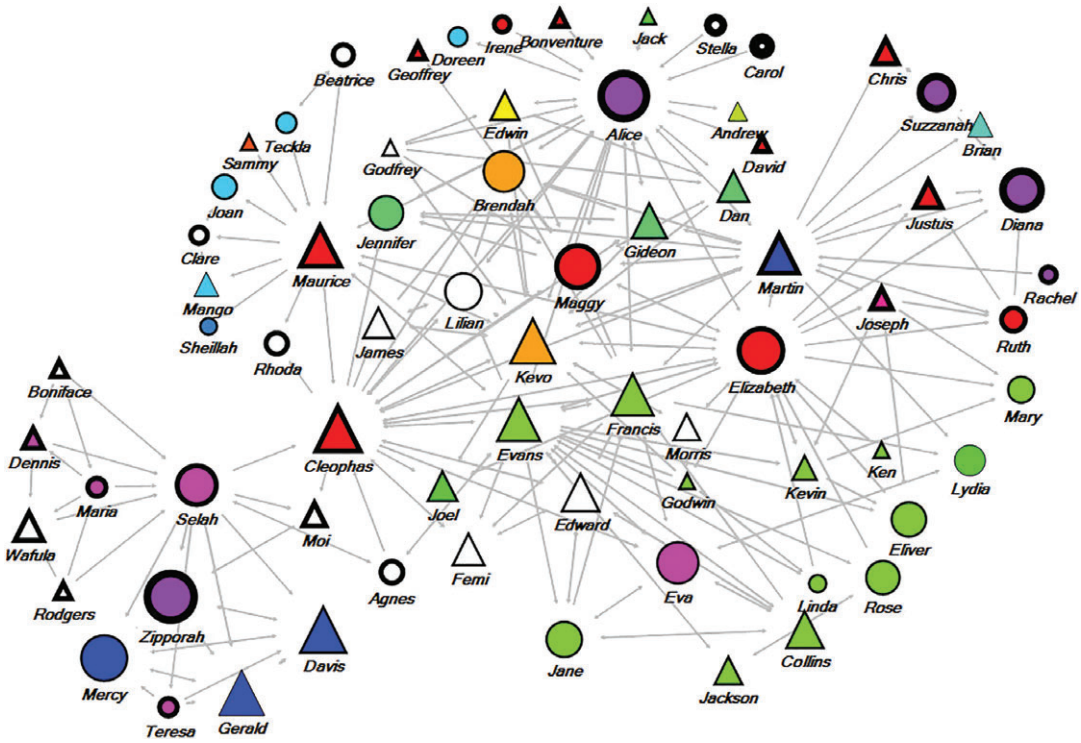 Irene
Bonventure
Jack
Stella
Doreen
Carol
Geoffrey
Beatrice
Chris
Suzzanah
Edwin
Alice
Andrew
Teckla
Brian
David
Sammy
Godfrey
Brendah
Dan
Joan
Justus
Diana
Jennifer
Gideon
Clare
Maurice
Maggy
Martin
Rachel
Mango
Lilian
Joseph
Sheillah
James
Ruth
Rhoda
Kevo
Elizabeth
Boniface
Mary
Francis
Evans
Morris
Dennis
Cleophas
Ken
Lydia
Kevin
Maria
Godwin
Selah
Joel
Edward
Moi
Eliver
Wafula
Femi
Agnes
Eva
Linda
Rose
Rodgers
Zipporah
Collins
Davis
Jane
Mercy
Jackson
Teresa
Gerald